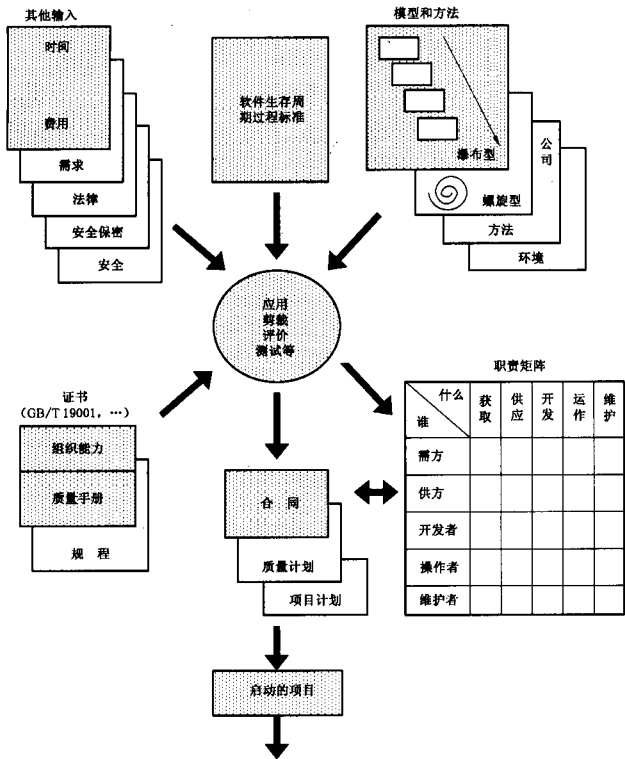 其他输入
时间
费用
需求
法律
安全保密
安全
软件生存周
期过程标准
模型和方法
瀑布型
螺旋型
公司
方法
环境
应用
剪裁
评价
测试等
证书
（GB/T 19001，…）
组织能力
质量手册
规 程
合 同
质量计划
项目计划
启动的项目
职责矩阵
什么
谁
获取
供应
开发
运作
维护
需方
供方
开发者
操作者
维护者